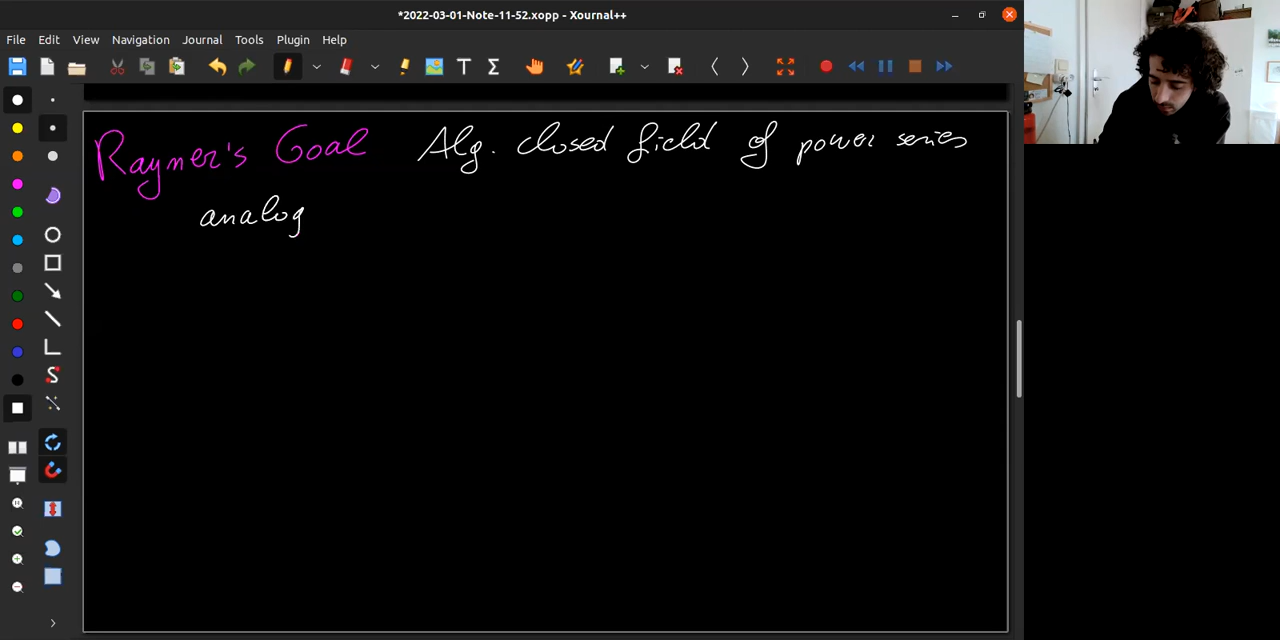 *2022-03-01-Note-11-52.xopp - Xournal++
File Edit View Navigation Journal Tools Plugin Help
Rayner's Goal Alg. closed field of power series
analog